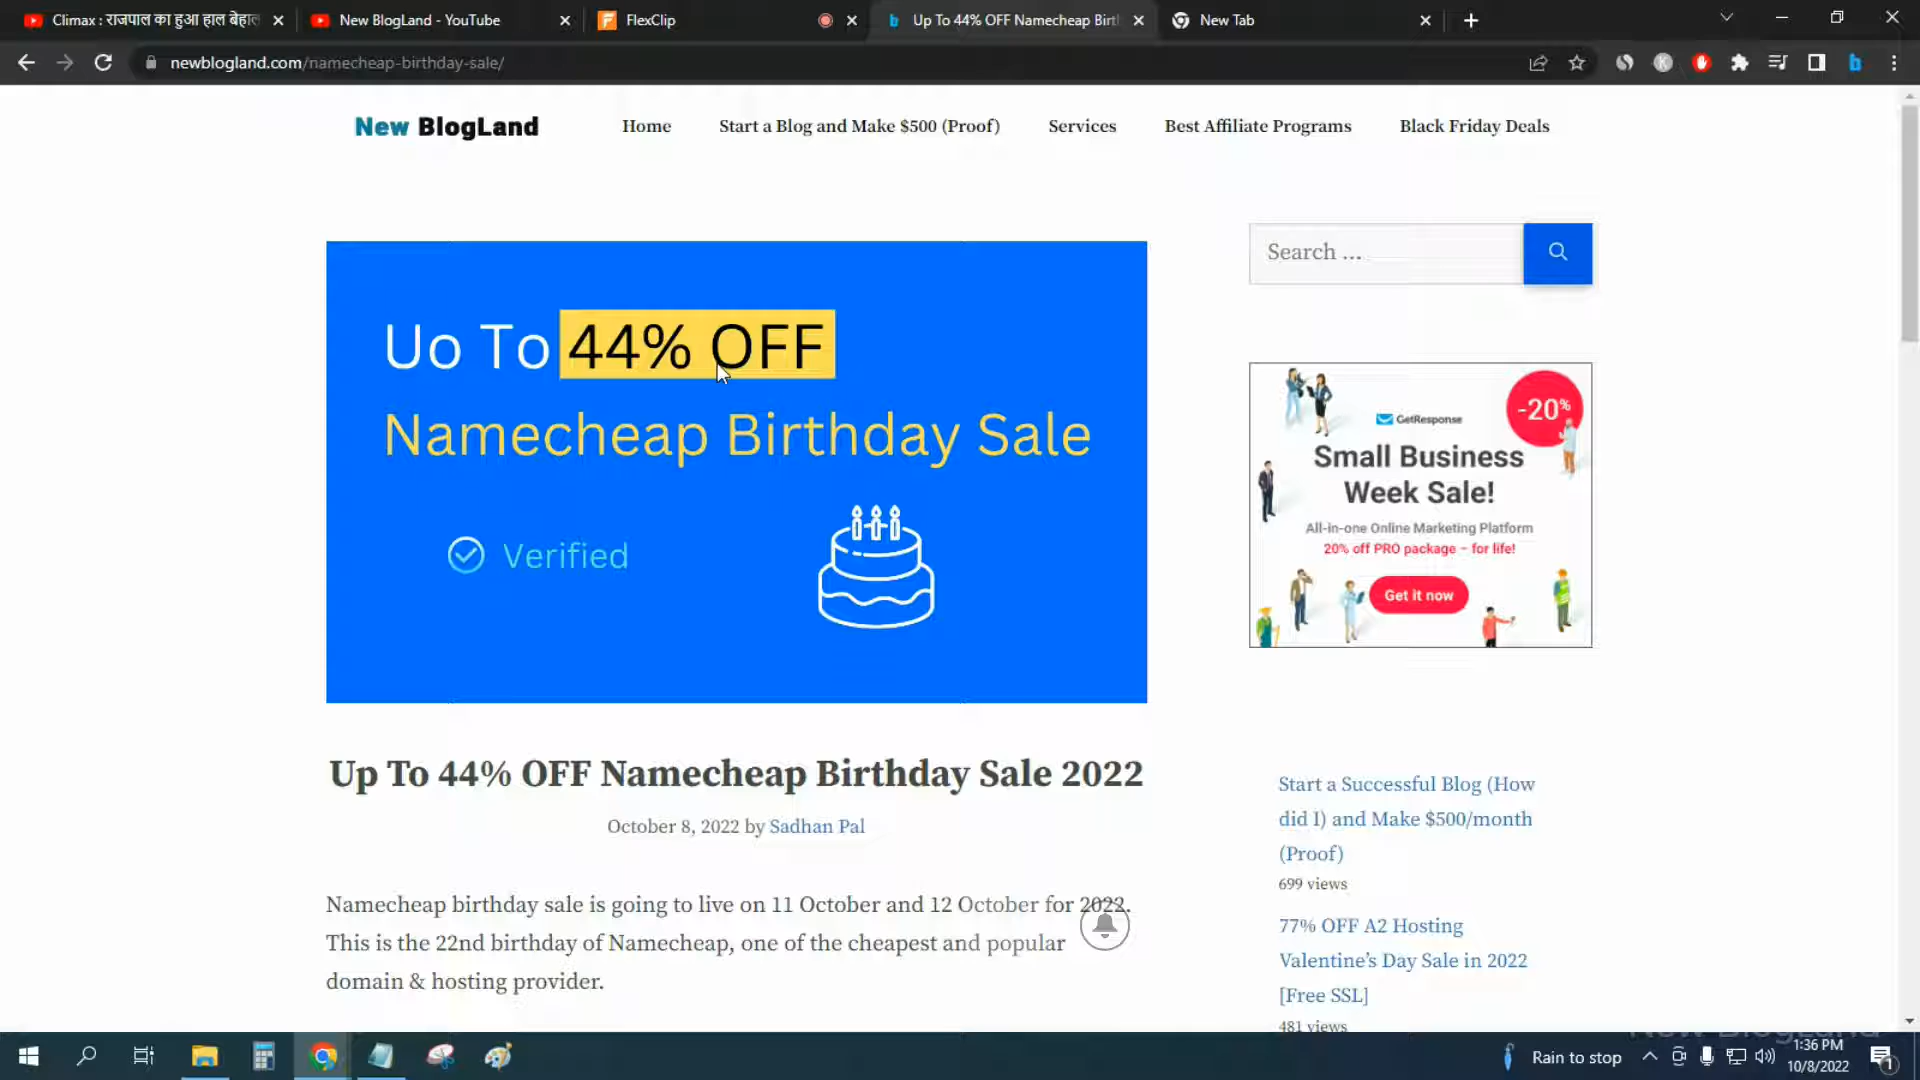 Climax : राजपाल का हुआ हाल बेहाल
New BlogLand - YouTube
FlexClip
Up To 44% OFF Namecheap Birt
New Tab
newblogland.com/namecheap-birthday-sale/
New BlogLand
Home
Start a Blog and Make $500 (Proof)
Services
Best Affiliate Programs
Black Friday Deals
Uo To 44% OFF
Namecheap Birthday Sale
Verified
Search ...
GetResponse
-20%
Small Business
Week Sale!
All-in-one Online Marketing Platform
20% off PRO package – for life!
Get it now
Up To 44% OFF Namecheap Birthday Sale 2022
October 8, 2022 by Sadhan Pal
Namecheap birthday sale is going to live on 11 October and 12 October for 2022.
This is the 22nd birthday of Namecheap, one of the cheapest and popular
domain & hosting provider.
Start a Successful Blog (How
did I) and Make $500/month
(Proof)
699 views
77% OFF A2 Hosting
Valentine's Day Sale in 2022
[Free SSL]
481 views
New BlogLand
Rain to stop
1:36 PM
10/8/2022
1